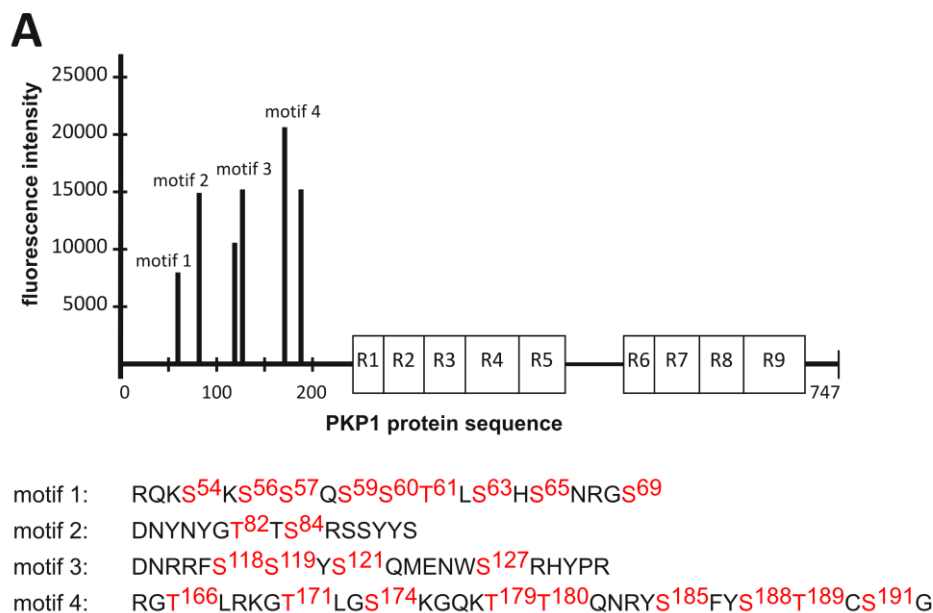 A
fluorescence intensity
25000
20000
15000
10000
5000
motif 4
motif 3
motif 2
motif 1
R1 R2 R3 R4 R5 R6 R7 R8 R9
0 100 200 747
PKP1 protein sequence
motif 1: RQKS54KS56S57QS59S60T61LS63HS65NRGS69
motif 2: DNYNYGT82TS84RSSYYS
motif 3: DNRRFS118S119YS121QMENWS127RHYPR
motif 4: RGT166LRKGT171LGS174KGQKT179T180QNRYS185FYS188T189CS191G